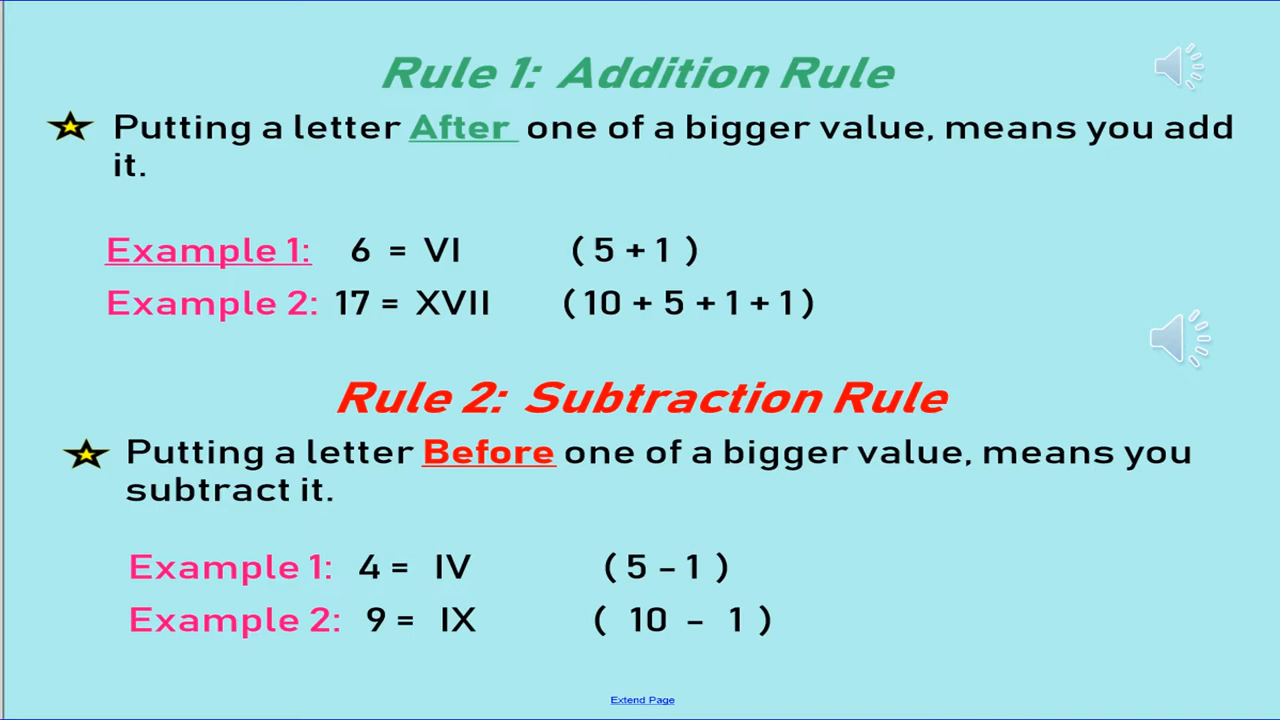 Rule 1: Addition Rule
Putting a letter After one of a bigger value, means you add
it.
Example 1: 6 = VI ( 5 + 1 )
Example 2: 17 = XVII ( 10 + 5 + 1 + 1 )
Rule 2: Subtraction Rule
Putting a letter Before one of a bigger value, means you
subtract it.
Example 1: 4 = IV ( 5 – 1 )
Example 2: 9 = IX ( 10 – 1 )
Extend Page